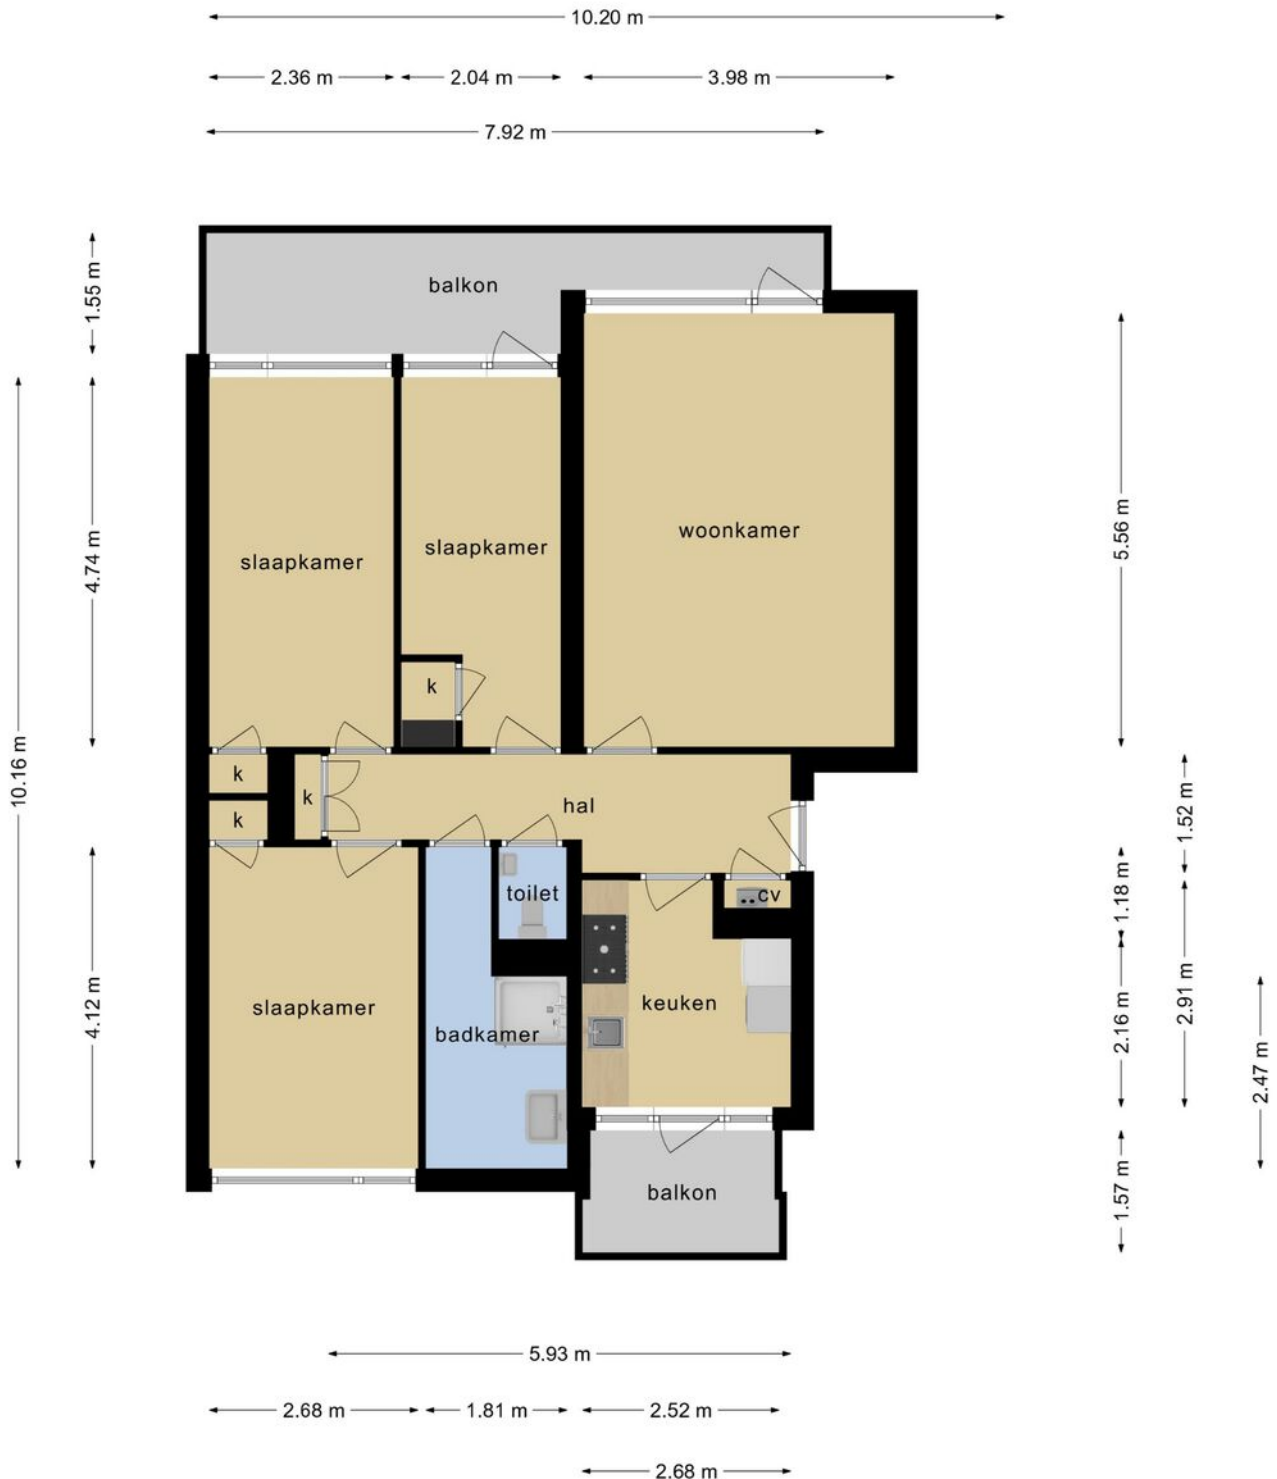 10.20 m
2.36 m
2.04 m
3.98 m
7.92 m
1.55 m
balkon
4.74 m
10.16 m
5.56 m
slaapkamer
slaapkamer
woonkamer
k
k
k
k
hal
1.52 m
1.18 m
toilet
cv
4.12 m
slaapkamer
badkamer
keuken
2.16 m
2.91 m
2.47 m
balkon
1.57 m
5.93 m
2.68 m
1.81 m
2.52 m
2.68 m